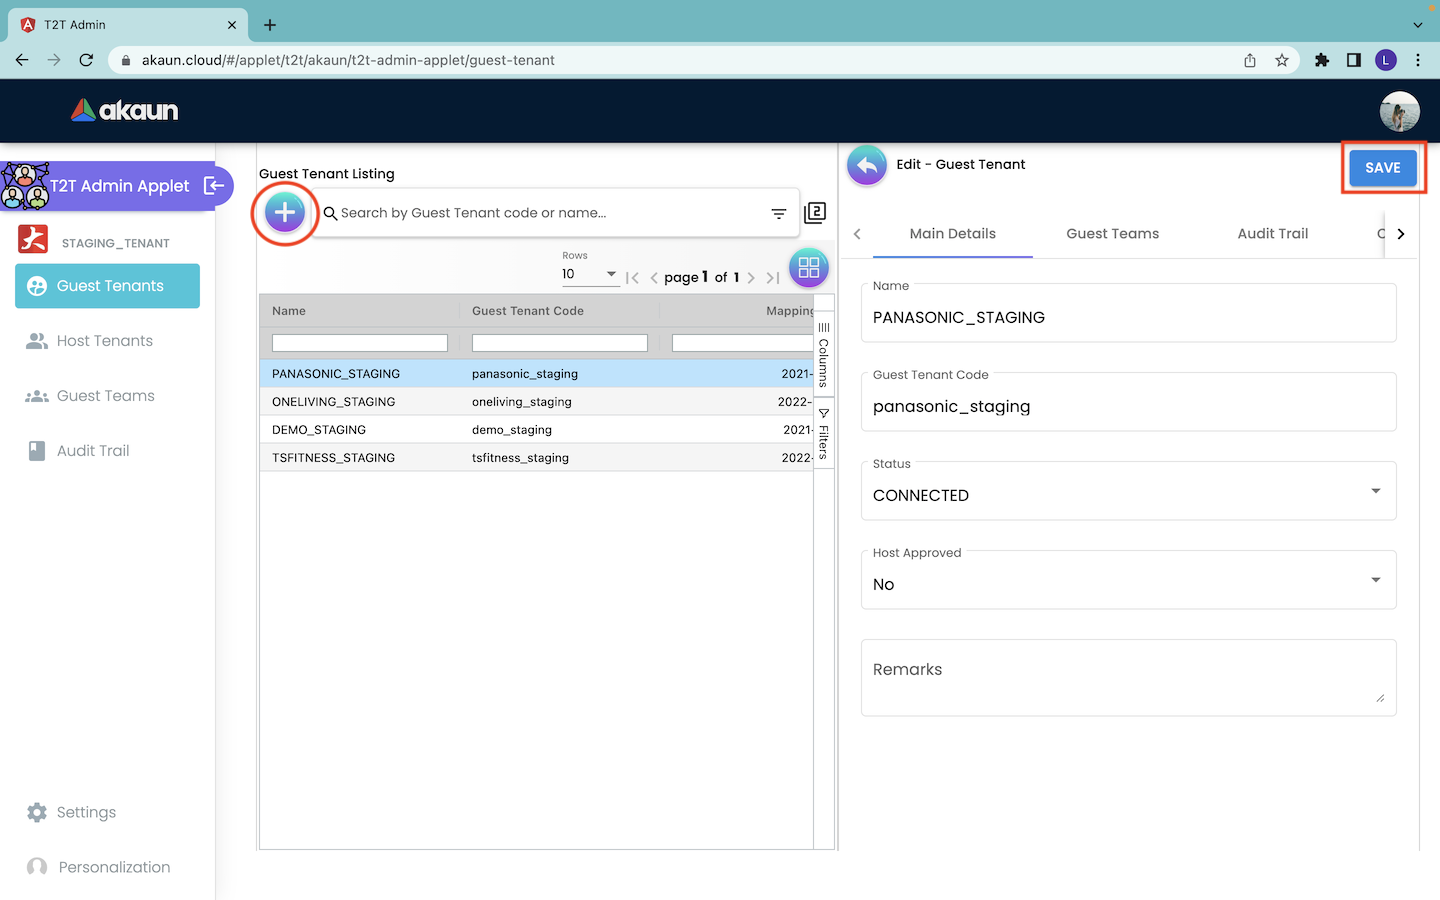 T2T Admin
akaun.cloud/#/applet/t2t/akaun/t2t-admin-applet/guest-tenant
L
akaun
T2T Admin Applet
STAGING_TENANT
Guest Tenants
Host Tenants
Guest Teams
Audit Trail
Settings
Personalization
Guest Tenant Listing
Search by Guest Tenant code or name...
2
Rows
10
page 1 of 1
Name Guest Tenant Code Mapping
PANASONIC_STAGING panasonic_staging 2021-
ONELIVING_STAGING oneliving_staging 2022-
DEMO_STAGING demo_staging 2021-
TSFITNESS_STAGING tsfitness_staging 2022-
Columns
Filters
Edit - Guest Tenant
SAVE
Main Details Guest Teams Audit Trail
Name
PANASONIC_STAGING
Guest Tenant Code
panasonic_staging
Status
CONNECTED
Host Approved
No
Remarks